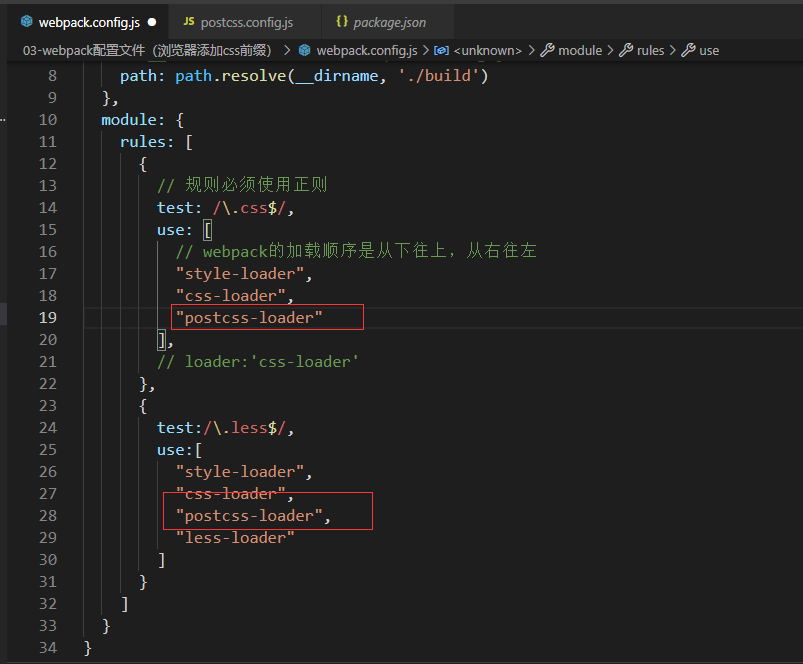 webpack.config.js ●
JS postcss.config.js
{} package.json
03-webpack配置文件（浏览器添加css前缀） > webpack.config.js > <unknown> > module > rules > use
8 path: path.resolve(__dirname, './build')
9 },
10 module: {
11 rules: [
12 {
13 // 规则必须使用正则
14 test: /\.css$/,
15 use: [
16 // webpack的加载顺序是从下往上，从右往左
17 "style-loader",
18 "css-loader",
19 "postcss-loader"
20 ],
21 // loader:'css-loader'
22 },
23 {
24 test:/\.less$/,
25 use:[
26 "style-loader",
27 "css-loader",
28 "postcss-loader",
29 "less-loader"
30 ]
31 }
32 ]
33 }
34 }